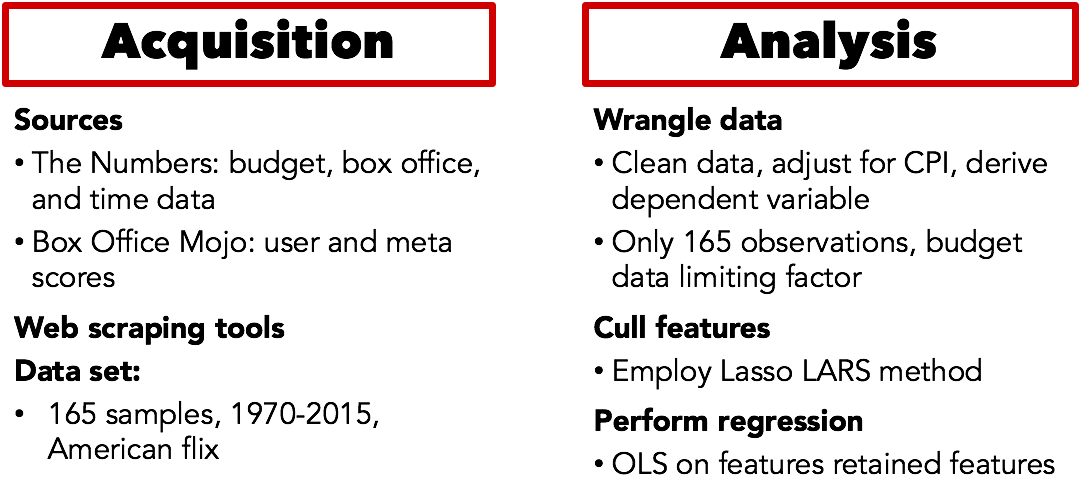 Acquisition
Sources
• The Numbers: budget, box office,
and time data
• Box Office Mojo: user and meta
scores
Web scraping tools
Data set:
• 165 samples, 1970-2015,
American flix
Analysis
Wrangle data
• Clean data, adjust for CPI, derive
dependent variable
• Only 165 observations, budget
data limiting factor
Cull features
• Employ Lasso LARS method
Perform regression
• OLS on features retained features